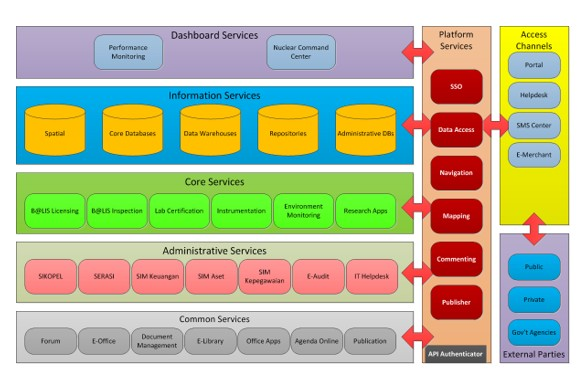 Dashboard Services
Performance
Monitoring
Nuclear Command
Center
Information Services
Spatial
Core Databases
Data Warehouses
Repositories
Administrative DBs
Core Services
B@LIS Licensing
B@LIS Inspection
Lab Certification
Instrumentation
Environment
Monitoring
Research Apps
Administrative Services
SIKOPEL
SERASI
SIM Keuangan
SIM Aset
SIM
Kepegawaian
E-Audit
IT Helpdesk
Common Services
Forum
E-Office
Document
Management
E-Library
Office Apps
Agenda Online
Publication
Platform
Services
SSO
Data Access
Navigation
Mapping
Commenting
Publisher
API Authenticator
Access
Channels
Portal
Helpdesk
SMS Center
E-Merchant
Public
Private
Gov't Agencies
External Parties